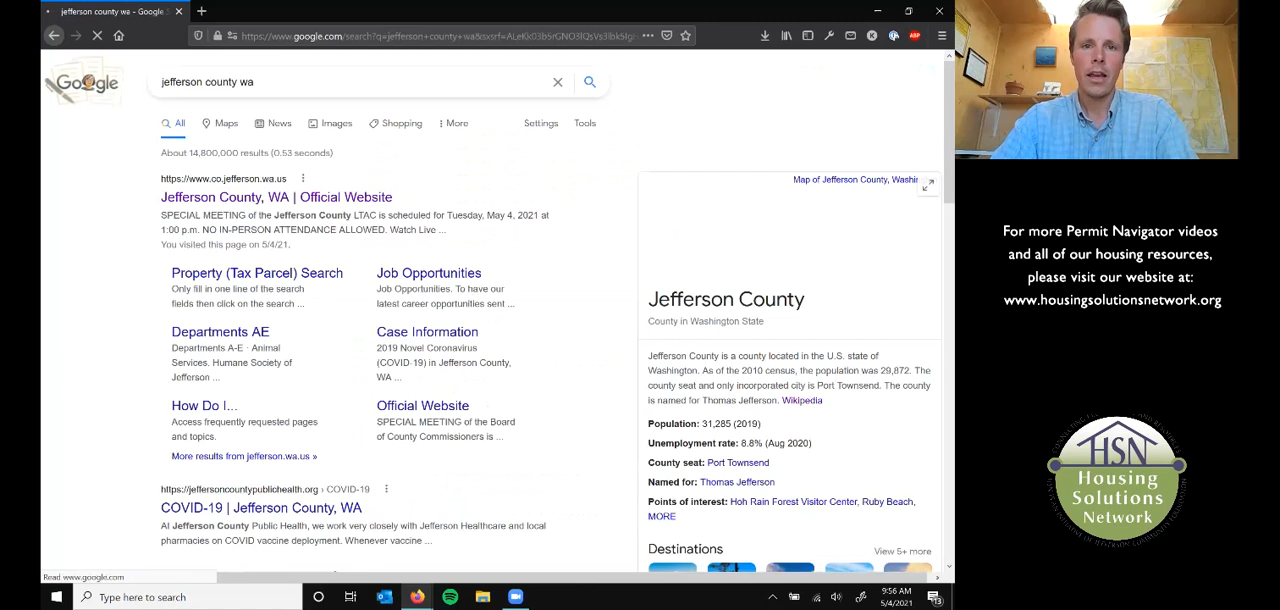 jefferson county wa - Google S
https://www.google.com/search?q=jefferson+county+wa&sxsrf=
Google
jefferson county wa
All
Maps
News
Images
Shopping
More
Settings
Tools
About 14,800,000 results (0.53 seconds)
https://www.co.jefferson.wa.us
Jefferson County, WA | Official Website
SPECIAL MEETING of the Jefferson County LTAC is scheduled for Tuesday, May 4, 2021 at
1:00 p.m. NO IN-PERSON ATTENDANCE ALLOWED. Watch Live ...
You visited this page on 5/4/21.
Property (Tax Parcel) Search
Only fill in one line of the search
fields then click on the search ...
Job Opportunities
Job Opportunities. To have our
latest career opportunities sent ...
Departments AE
Departments A-E · Animal
Services. Humane Society of
Jefferson ...
Case Information
2019 Novel Coronavirus
(COVID-19) in Jefferson County,
WA ...
How Do I...
Access frequently requested pages
and topics.
Official Website
SPECIAL MEETING of the Board
of County Commissioners is ...
More results from jefferson.wa.us »
https://jeffersoncountypublichealth.org › COVID-19
COVID-19 | Jefferson County, WA
At Jefferson County Public Health, we work very closely with Jefferson Healthcare and local
pharmacies on COVID vaccine deployment. Whenever vaccine ...
Map of Jefferson County, Washin
Jefferson County
County in Washington State
Jefferson County is a county located in the U.S. state of
Washington. As of the 2010 census, the population was 29,872. The
county seat and only incorporated city is Port Townsend. The county
is named for Thomas Jefferson. Wikipedia
Population: 31,285 (2019)
Unemployment rate: 8.8% (Aug 2020)
County seat: Port Townsend
Named for: Thomas Jefferson
Points of interest: Hoh Rain Forest Visitor Center, Ruby Beach,
MORE
Destinations
View 5+ more
Read www.google.com
Type here to search
9:56 AM
5/4/2021
13
ABP
For more Permit Navigator videos
and all of our housing resources,
please visit our website at:
www.housingsolutionsnetwork.org
HSN
Housing
Solutions
Network